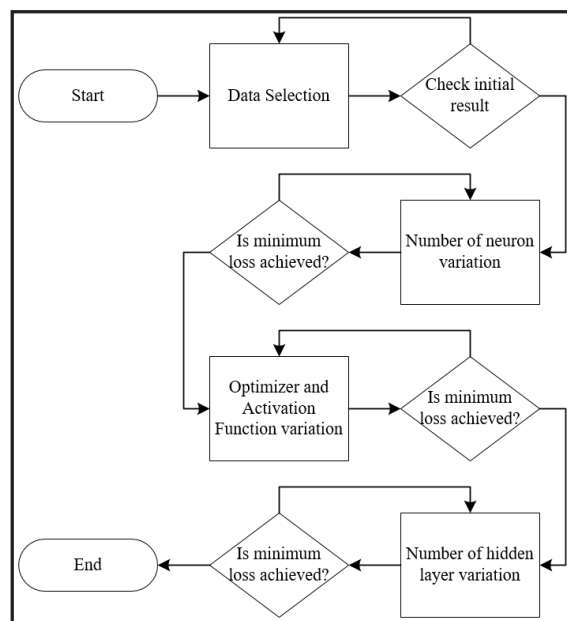 Start
Data Selection
Check initial
result
Is minimum
loss achieved?
Number of neuron
variation
Optimizer and
Activation
Function variation
Is minimum
loss achieved?
End
Is minimum
loss achieved?
Number of hidden
layer variation